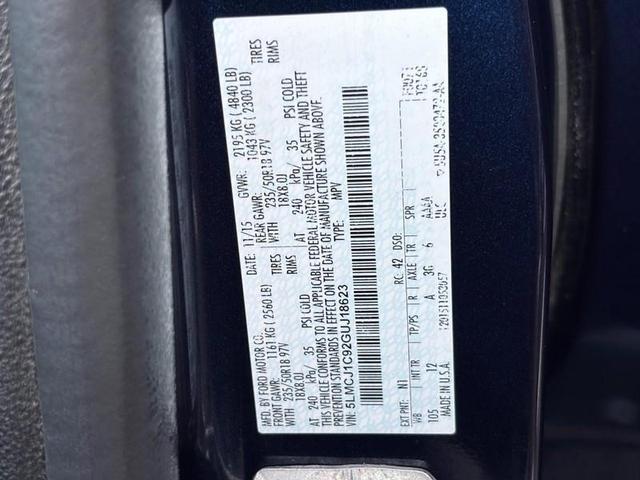 MFD. BY FORD MOTOR CO.
DATE: 11/15 GVWR: 2195 KG ( 4840 LB)
FRONT GAWR: 1161 KG ( 2560 LB) REAR GAWR: 1043 KG ( 2300 LB)
235/50R18 97V WITH 235/50R18 97V TIRES
18X8.0J RIMS WITH 18X8.0J RIMS
AT 240 kPa/ 35 PSI COLD AT 240 kPa/ 35 PSI COLD
THIS VEHICLE CONFORMS TO ALL APPLICABLE FEDERAL MOTOR VEHICLE SAFETY AND THEFT
PREVENTION STANDARDS IN EFFECT ON THE DATE OF MANUFACTURE SHOWN ABOVE.
VIN: 5LMCJ1C92GUJ18623 TYPE: MPV
EXT PNT: N1 RC: 42 DSO:
WB INT TR TP/PS R AXLE TR SPR
105 12 A 3G 6 AA6A
MADE IN U.S.A. UC